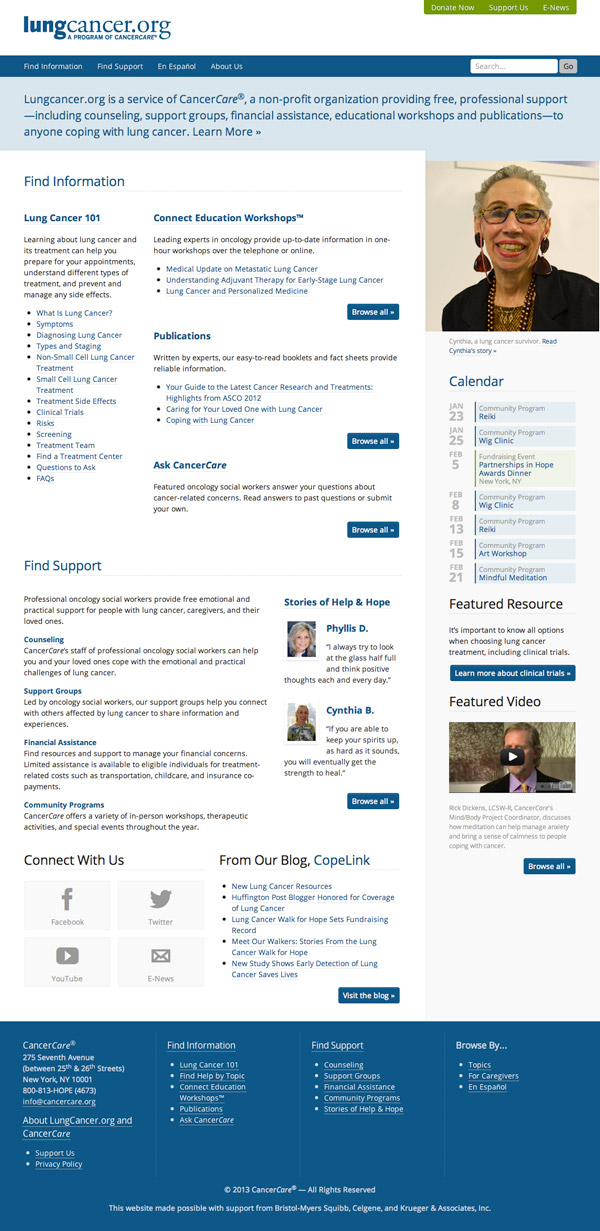 Donate Now Support Us E-News
lungcancer.org
A PROGRAM OF CANCERCARE®
Find Information Find Support En Español About Us Search... Go
Lungcancer.org is a service of CancerCare®, a non-profit organization providing free, professional support
—including counseling, support groups, financial assistance, educational workshops and publications—to
anyone coping with lung cancer. Learn More »
Find Information
Lung Cancer 101
Learning about lung cancer and
its treatment can help you
prepare for your appointments,
understand different types of
treatment, and prevent and
manage any side effects.
• What Is Lung Cancer?
• Symptoms
• Diagnosing Lung Cancer
• Types and Staging
• Non-Small Cell Lung Cancer
Treatment
• Small Cell Lung Cancer
Treatment
• Treatment Side Effects
• Clinical Trials
• Risks
• Screening
• Treatment Team
• Find a Treatment Center
• Questions to Ask
• FAQs
Connect Education Workshops™
Leading experts in oncology provide up-to-date information in one-
hour workshops over the telephone or online.
• Medical Update on Metastatic Lung Cancer
• Understanding Adjuvant Therapy for Early-Stage Lung Cancer
• Lung Cancer and Personalized Medicine
Browse all »
Publications
Written by experts, our easy-to-read booklets and fact sheets provide
reliable information.
• Your Guide to the Latest Cancer Research and Treatments:
Highlights from ASCO 2012
• Caring for Your Loved One with Lung Cancer
• Coping with Lung Cancer
Browse all »
Ask CancerCare
Featured oncology social workers answer your questions about
cancer-related concerns. Read answers to past questions or submit
your own.
Browse all »
Find Support
Professional oncology social workers provide free emotional and
practical support for people with lung cancer, caregivers, and their
loved ones.
Counseling
CancerCare's staff of professional oncology social workers can help
you and your loved ones cope with the emotional and practical
challenges of lung cancer.
Support Groups
Led by oncology social workers, our support groups help you connect
with others affected by lung cancer to share information and
experiences.
Financial Assistance
Find resources and support to manage your financial concerns.
Limited assistance is available to eligible individuals for treatment-
related costs such as transportation, childcare, and insurance co-
payments.
Community Programs
CancerCare offers a variety of in-person workshops, therapeutic
activities, and special events throughout the year.
Stories of Help & Hope
Phyllis D.
"I always try to look
at the glass half full
and think positive
thoughts each and every day."
Cynthia B.
"If you are able to
keep your spirits up,
as hard as it sounds,
you will eventually get the
strength to heal."
Browse all »
Connect With Us
Facebook
Twitter
YouTube
E-News
From Our Blog, CopeLink
• New Lung Cancer Resources
• Huffington Post Blogger Honored for Coverage
of Lung Cancer
• Lung Cancer Walk for Hope Sets Fundraising
Record
• Meet Our Walkers: Stories From the Lung
Cancer Walk for Hope
• New Study Shows Early Detection of Lung
Cancer Saves Lives
Visit the blog »
Cynthia, a lung cancer survivor. Read
Cynthia's story »
Calendar
JAN
23
Community Program
Reiki
JAN
25
Community Program
Wig Clinic
FEB
5
Fundraising Event
Partnerships in Hope
Awards Dinner
New York, NY
FEB
8
Community Program
Wig Clinic
FEB
13
Community Program
Reiki
FEB
15
Community Program
Art Workshop
FEB
21
Community Program
Mindful Meditation
Featured Resource
It's important to know all options
when choosing lung cancer
treatment, including clinical trials.
Learn more about clinical trials »
Featured Video
YouTube
Rick Dickens, LCSW-R, CancerCare's
Mind/Body Project Coordinator, discusses
how meditation can help manage anxiety
and bring a sense of calmness to people
coping with cancer.
Browse all »
CancerCare®
275 Seventh Avenue
(between 25th & 26th Streets)
New York, NY 10001
800-813-HOPE (4673)
info@cancercare.org
About LungCancer.org and
CancerCare
• Support Us
• Privacy Policy
Find Information
• Lung Cancer 101
• Find Help by Topic
• Connect Education
Workshops™
• Publications
• Ask CancerCare
Find Support
• Counseling
• Support Groups
• Financial Assistance
• Community Programs
• Stories of Help & Hope
Browse By...
• Topics
• For Caregivers
• En Español
© 2013 CancerCare® — All Rights Reserved
This website made possible with support from Bristol-Myers Squibb, Celgene, and Krueger & Associates, Inc.